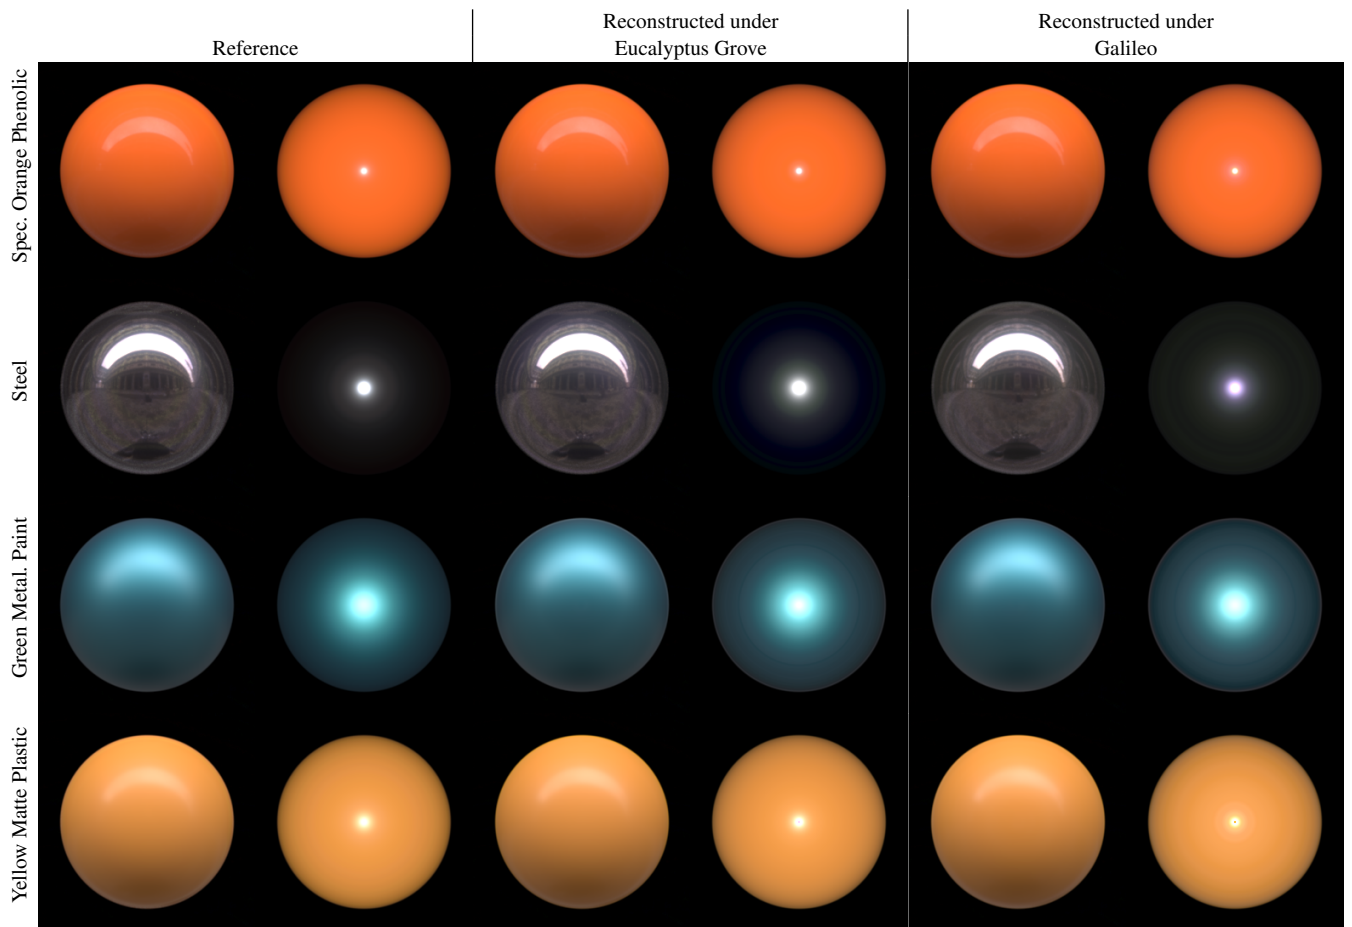 Reference
Reconstructed under
Eucalyptus Grove
Reconstructed under
Galileo
Spec. Orange Phenolic
Steel
Green Metal. Paint
Yellow Matte Plastic